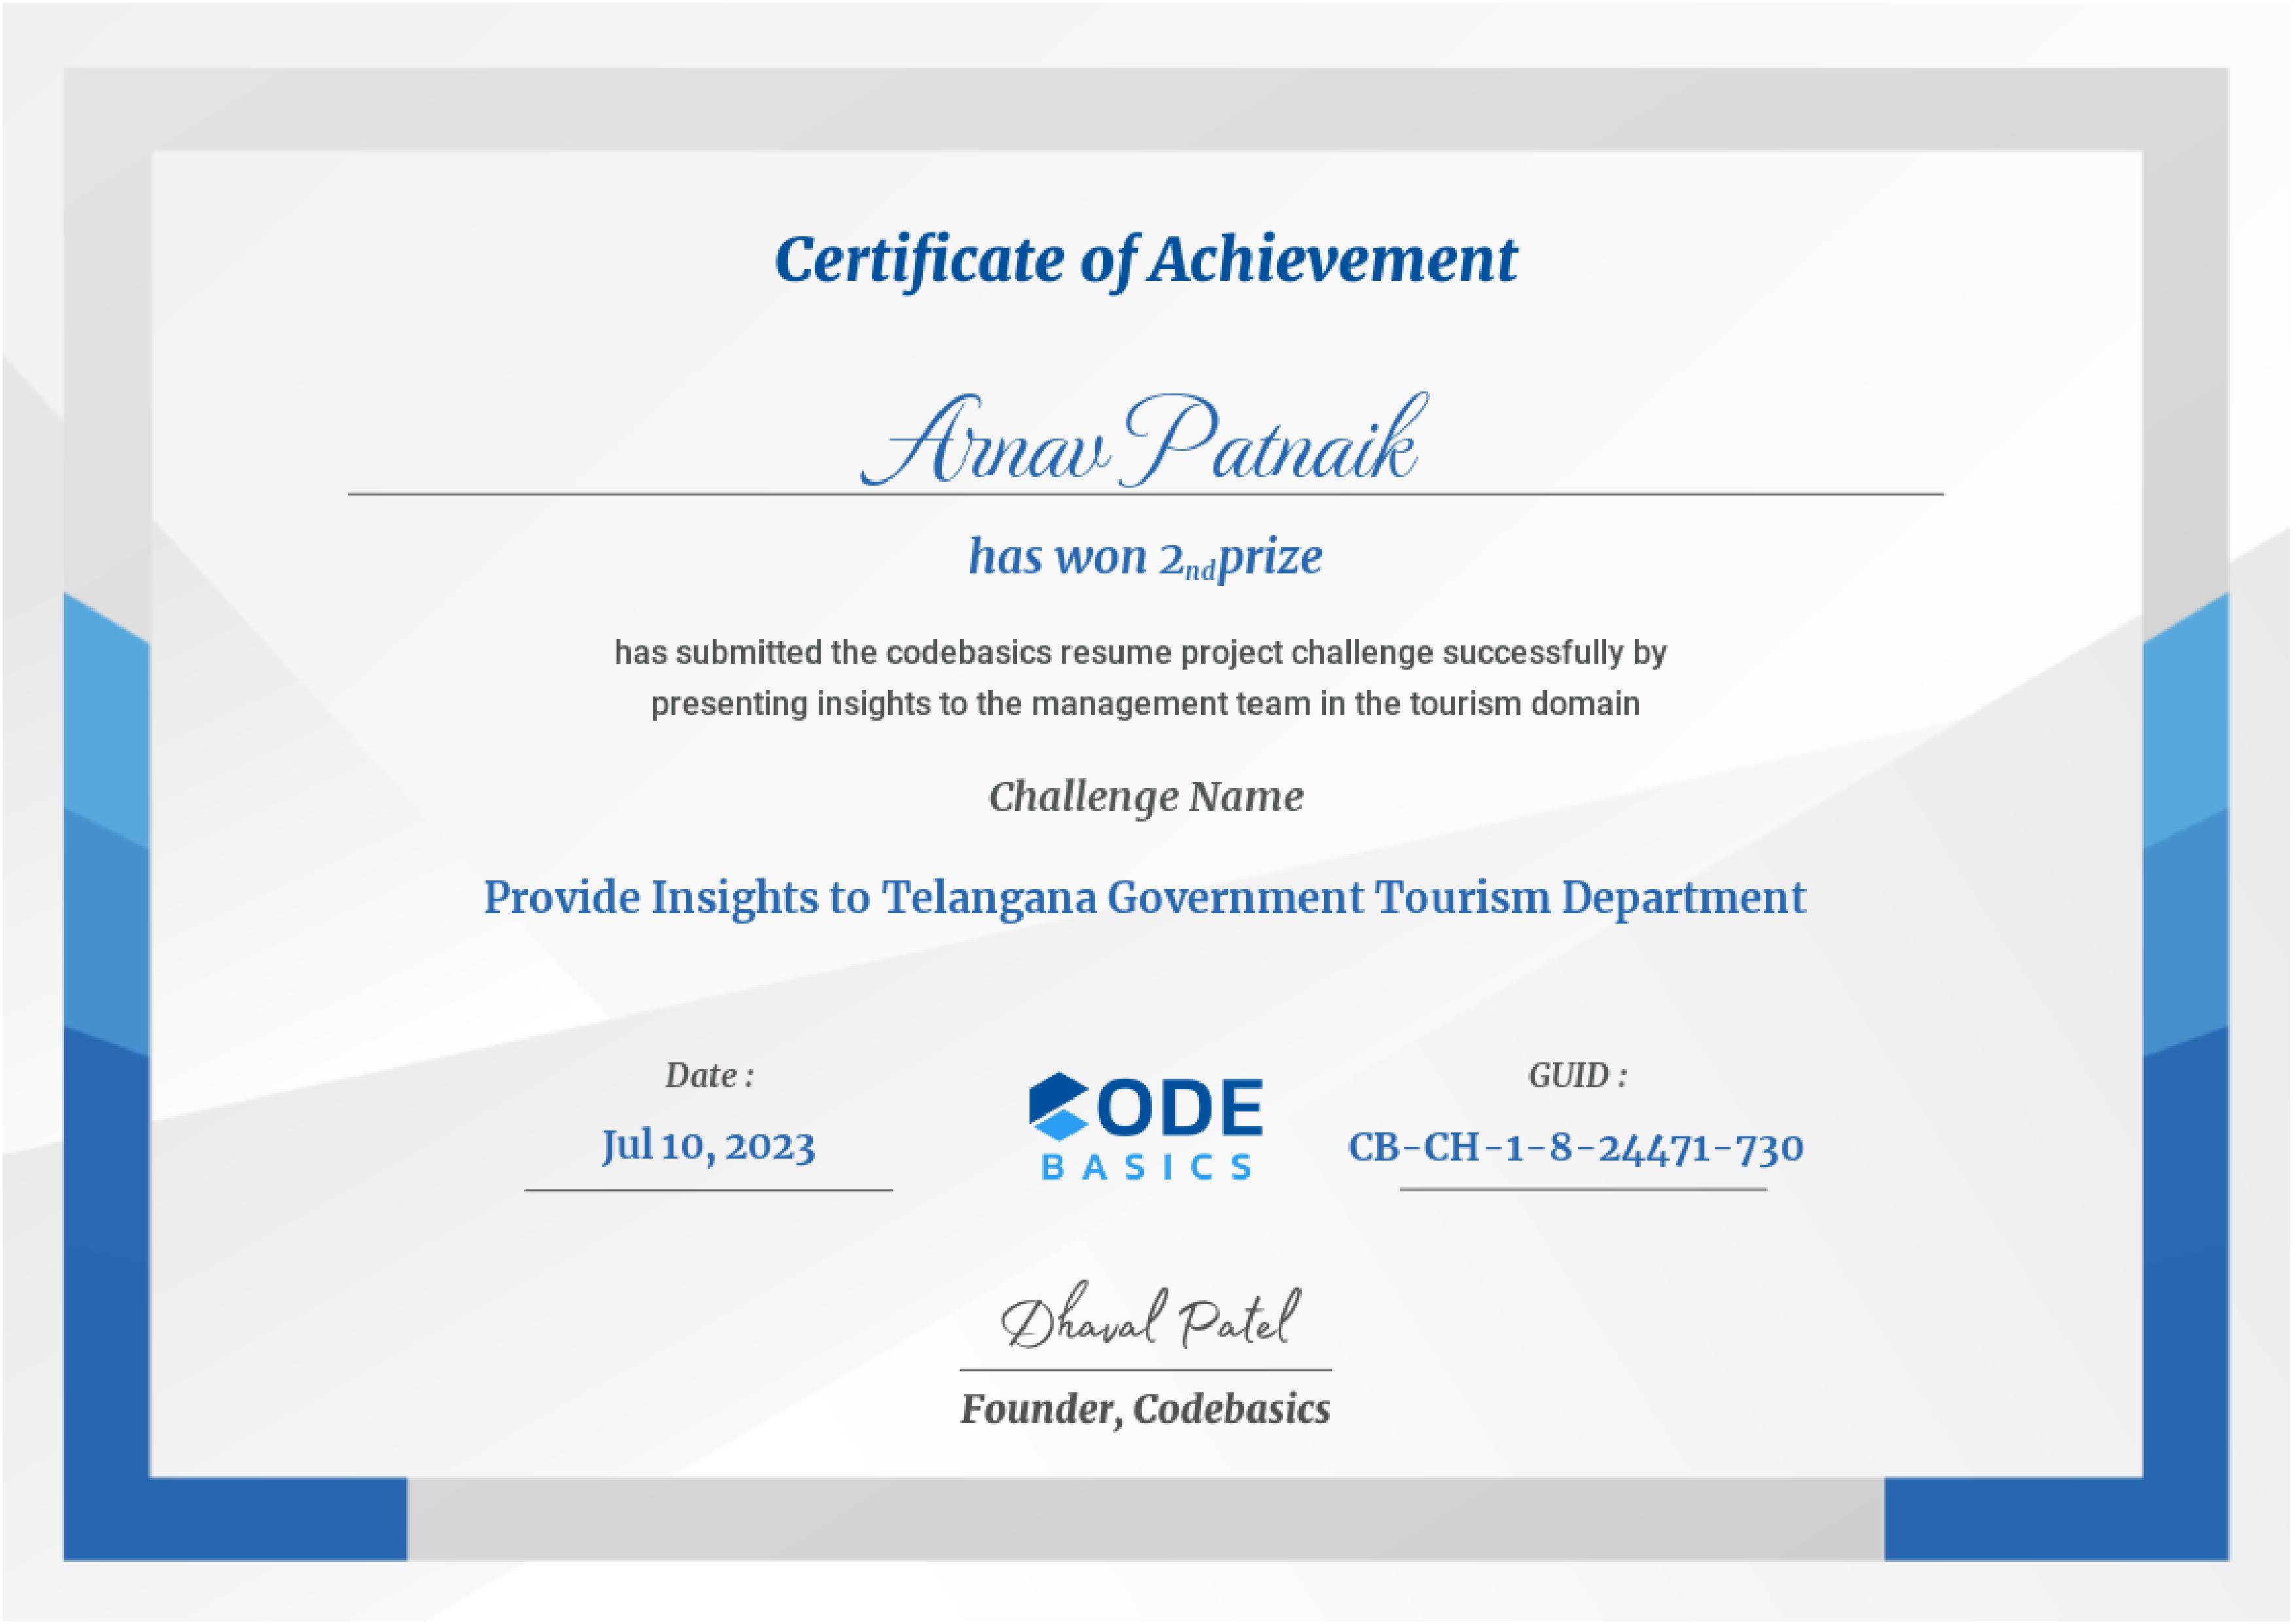 Certificate of Achievement
Arnav Patnaik
has won 2nd prize
has submitted the codebasics resume project challenge successfully by
presenting insights to the management team in the tourism domain
Challenge Name
Provide Insights to Telangana Government Tourism Department
Date :
Jul 10, 2023
CODE
BASICS
GUID :
CB-CH-1-8-24471-730
Dhaval Patel
Founder, Codebasics